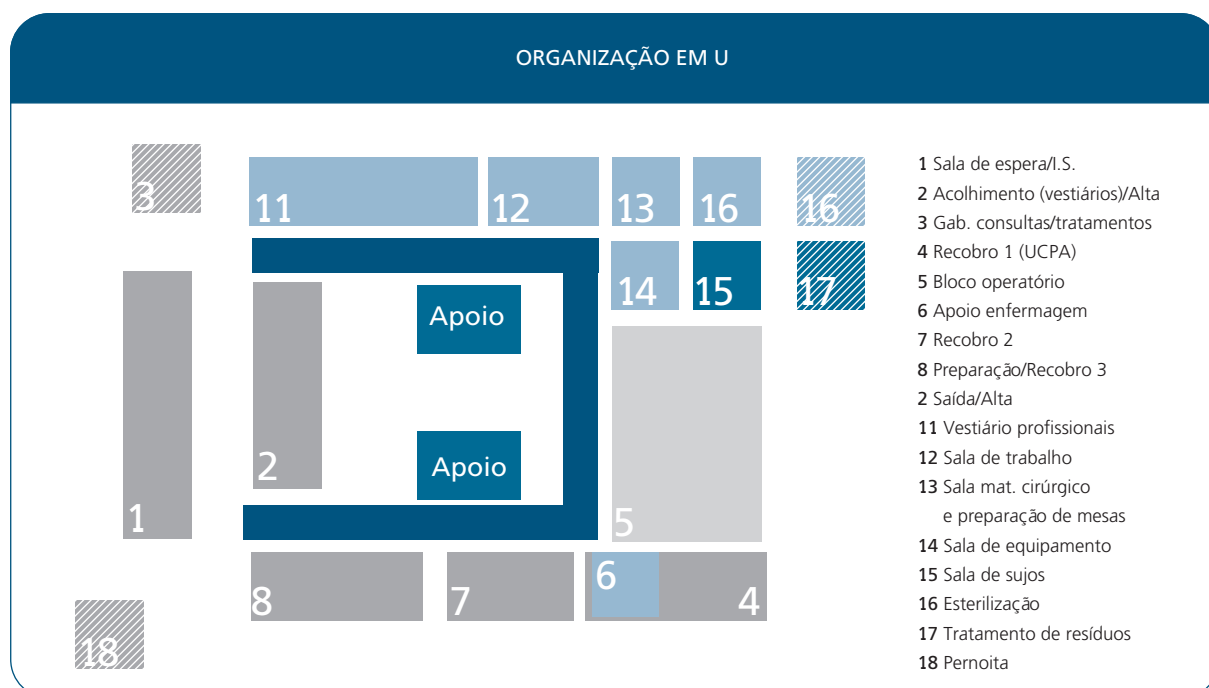 ORGANIZAÇÃO EM U
3
11
12
13
16
16
14
15
17
Apoio
Apoio
2
1
5
8
7
6
4
18
1 Sala de espera/I.S.
2 Acolhimento (vestiários)/Alta
3 Gab. consultas/tratamentos
4 Recobro 1 (UCPA)
5 Bloco operatório
6 Apoio enfermagem
7 Recobro 2
8 Preparação/Recobro 3
2 Saída/Alta
11 Vestiário profissionais
12 Sala de trabalho
13 Sala mat. cirúrgico
e preparação de mesas
14 Sala de equipamento
15 Sala de sujos
16 Esterilização
17 Tratamento de resíduos
18 Pernoita